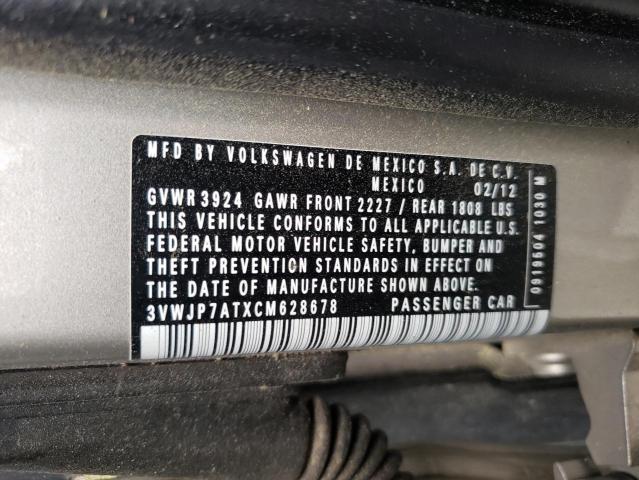 MFD BY VOLKSWAGEN DE MEXICO S.A. DE C.V.
MEXICO 02/12
GVWR 3924 GAWR FRONT 2227 / REAR 1808 LBS
THIS VEHICLE CONFORMS TO ALL APPLICABLE U.S.
FEDERAL MOTOR VEHICLE SAFETY, BUMPER AND
THEFT PREVENTION STANDARDS IN EFFECT ON
THE DATE OF MANUFACTURE SHOWN ABOVE.
3VWJP7ATXCM628678 PASSENGER CAR
0919604 1030 M